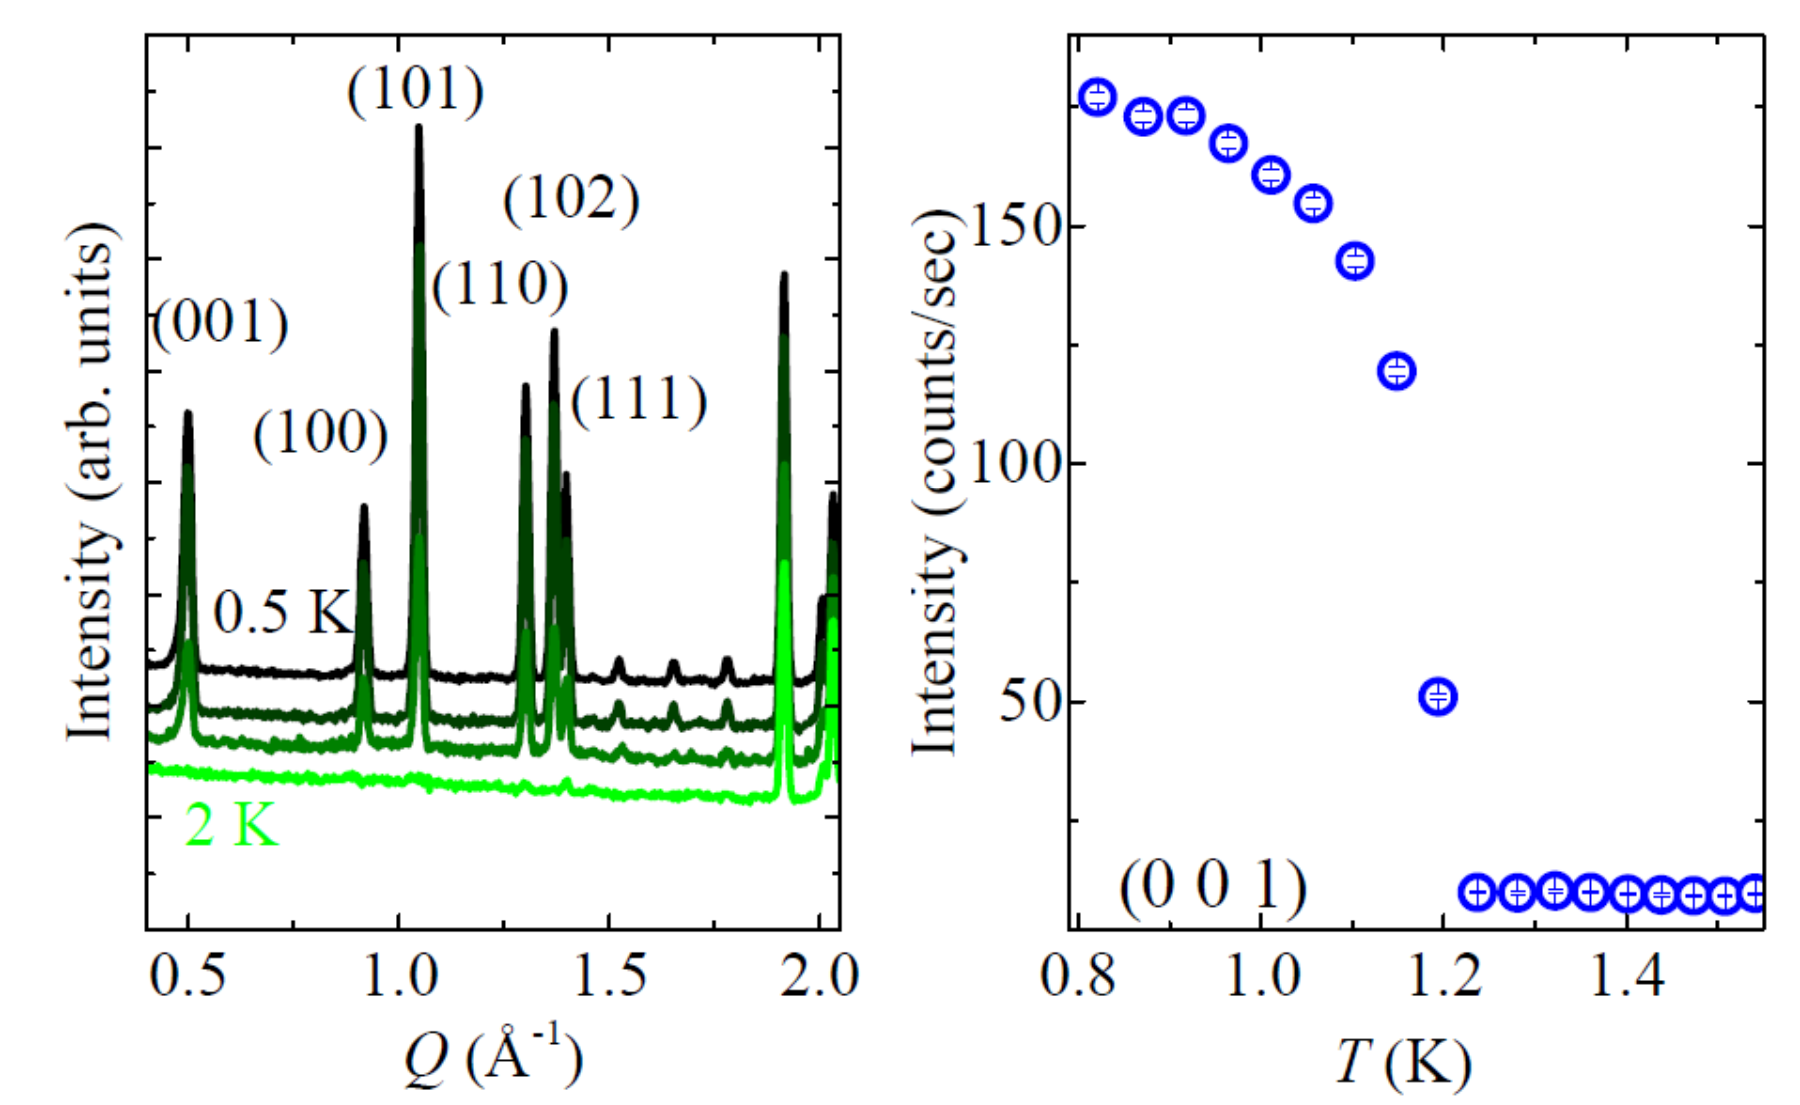 (101)
(102)
(110)
(001)
(111)
(100)
0.5 K
2 K
Intensity (arb. units)
0.5 1.0 1.5 2.0
Q (Å-1)
150
100
50
Intensity (counts/sec)
(0 0 1)
0.8 1.0 1.2 1.4
T (K)